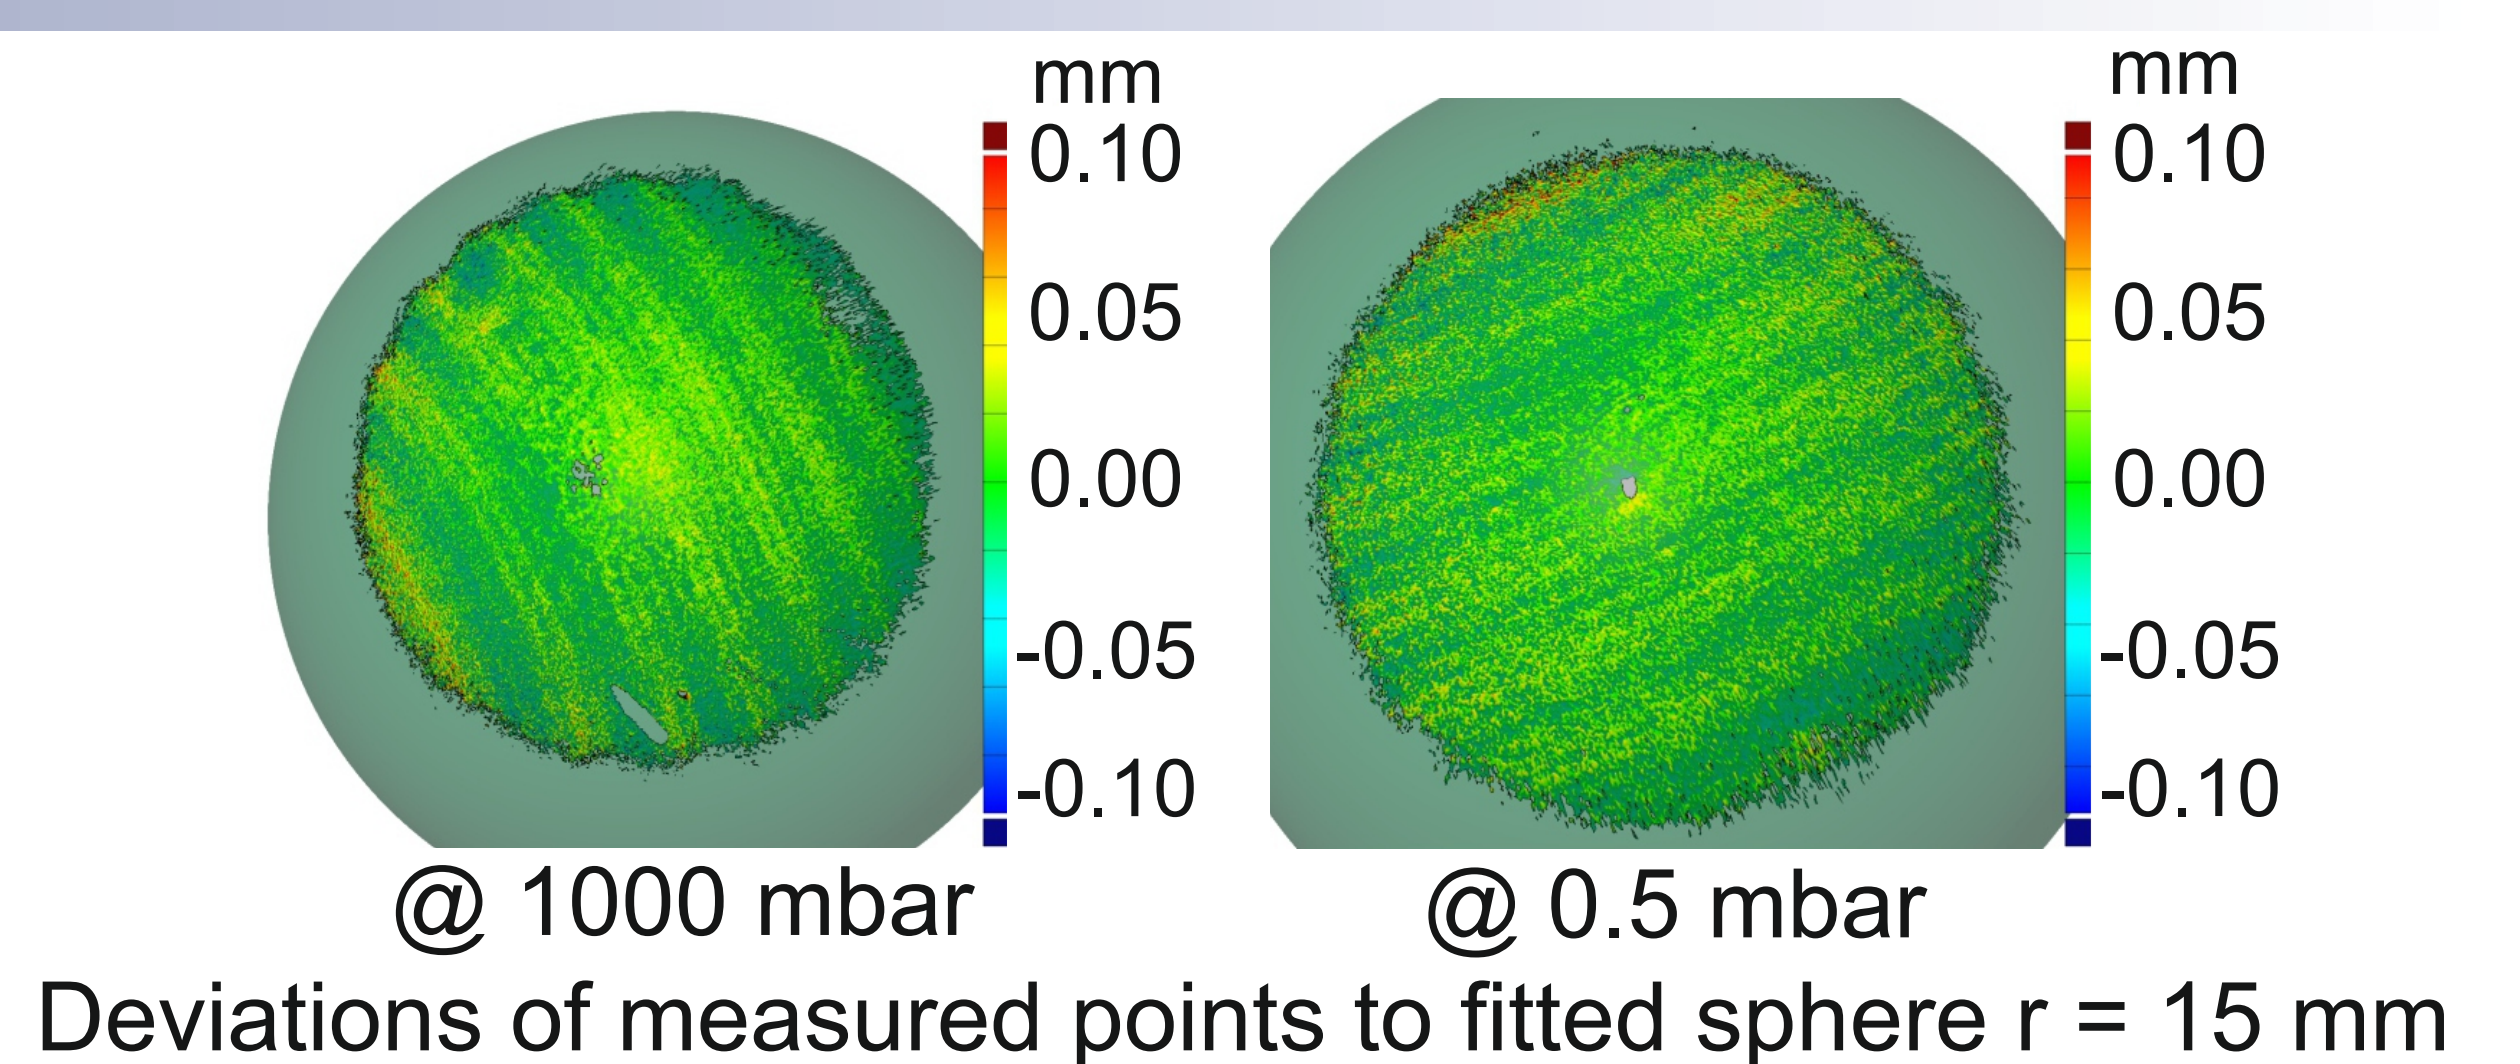 mm
0.10
0.05
0.00
-0.05
-0.10
@ 1000 mbar
mm
0.10
0.05
0.00
-0.05
-0.10
@ 0.5 mbar
Deviations of measured points to fitted sphere r = 15 mm